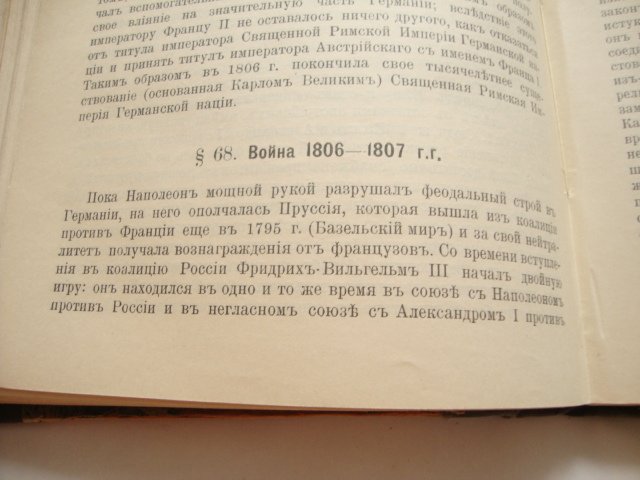 чалъ вспомогательный
свое вліяніе на значительную часть Германіи; вслѣдствіе этого
императору Францу II не оставалось ничего другого, какъ отказаться
отъ титула императора Священной Римской Имперіи Германской на-
ціи и принять титулъ императора Австрійскаго съ именемъ Франца I.
Такимъ образомъ въ 1806 г. покончила свое тысячелѣтнее суще-
ствованіе (основанная Карломъ Великимъ) Священная Римская Им-
перія Германской націи.
§ 68. Война 1806—1807 г.г.
Пока Наполеонъ мощной рукой разрушалъ феодальный строй въ
Германіи, на него ополчалась Пруссія, которая вышла изъ коалиціи
противъ Франціи еще въ 1795 г. (Базельскій миръ) и за свой нейтра-
литетъ получала вознагражденія отъ французовъ. Со времени вступле-
нія въ коалицію Россіи Фридрихъ-Вильгельмъ III началъ двойную
игру: онъ находился въ одно и то же время въ союзѣ съ Наполеономъ
противъ Россіи и въ негласномъ союзѣ съ Александромъ I противъ